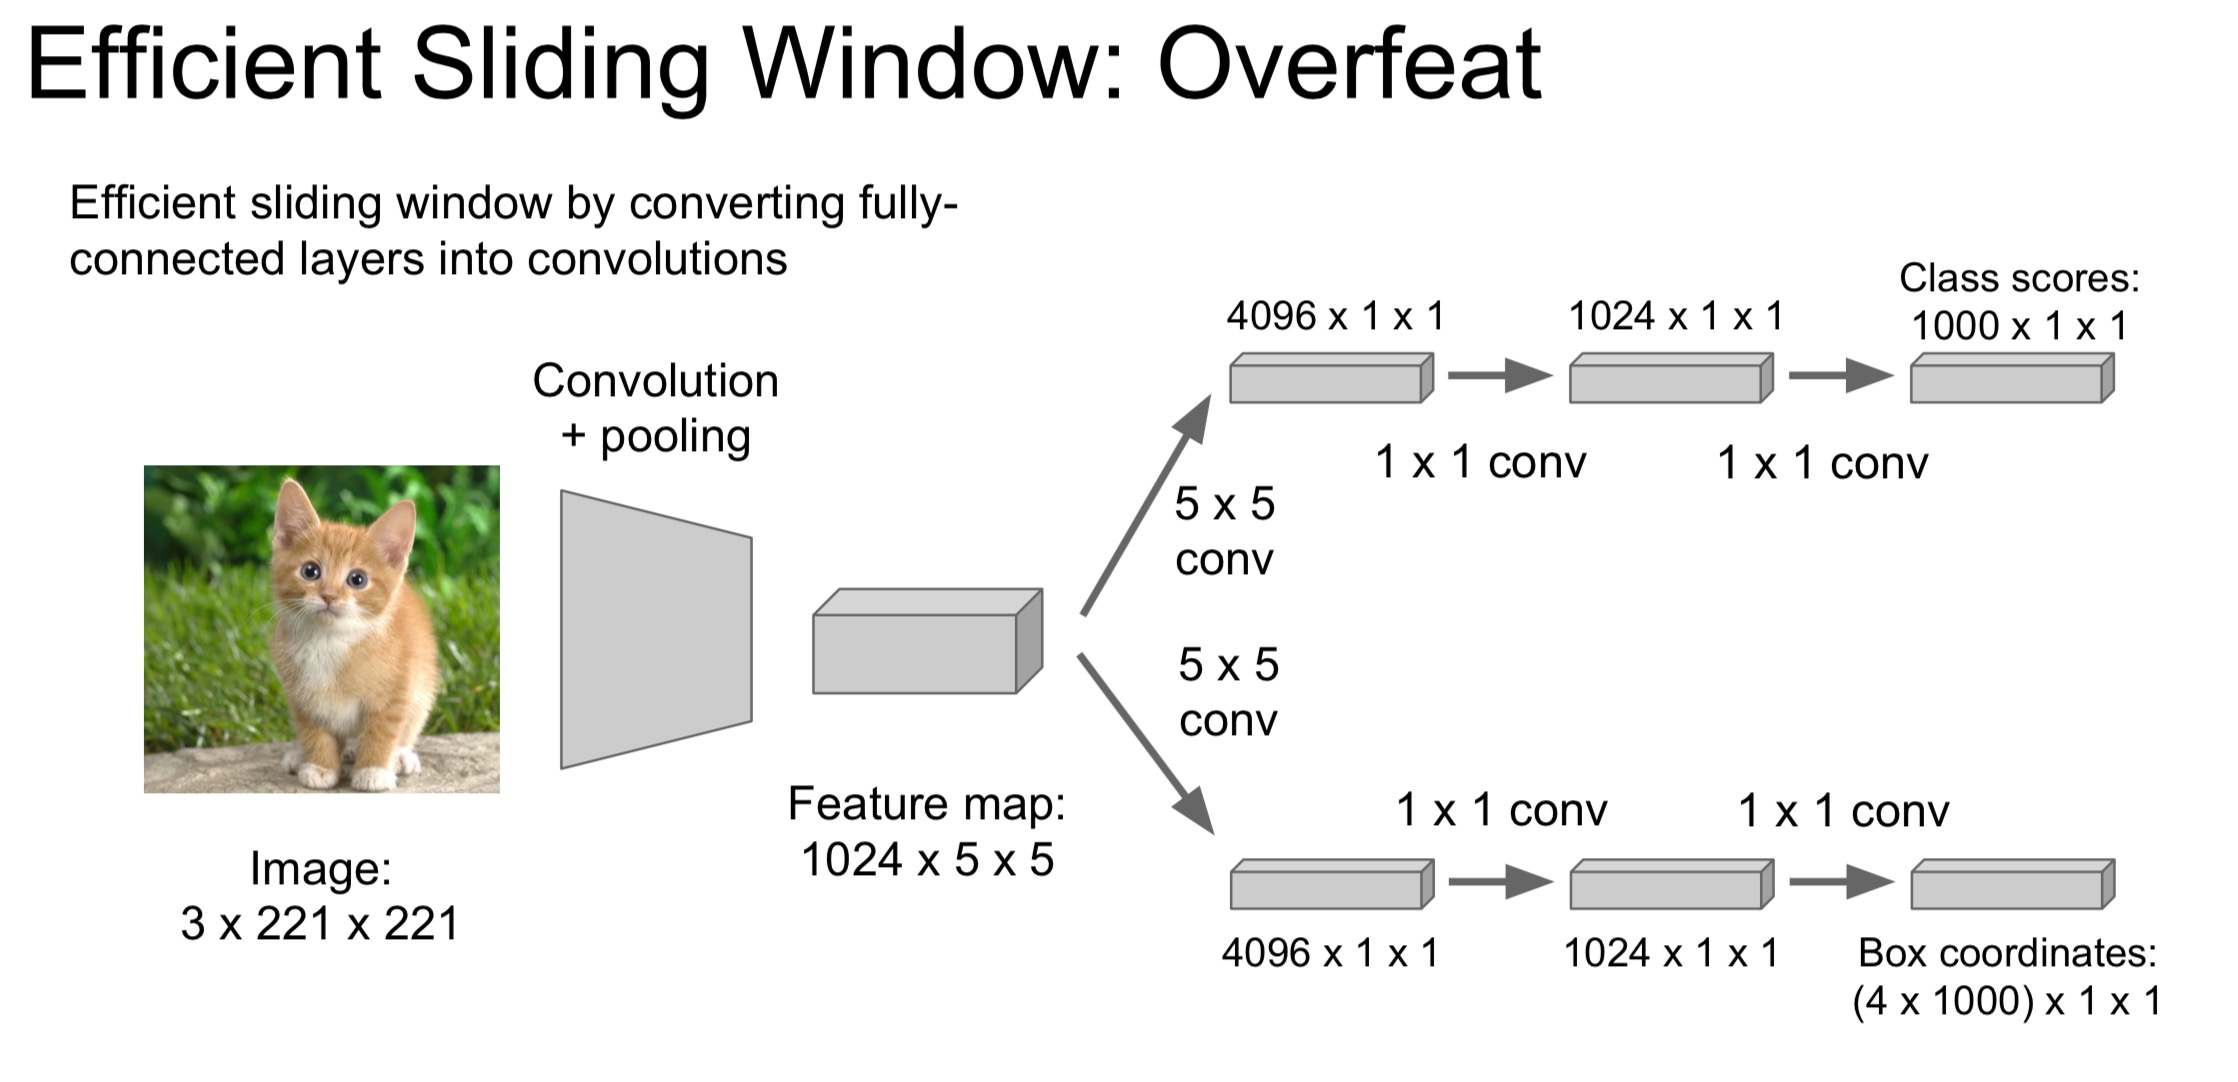 Efficient Sliding Window: Overfeat
Efficient sliding window by converting fully-
connected layers into convolutions
Convolution
+ pooling
Image:
3 x 221 x 221
Feature map:
1024 x 5 x 5
5 x 5
conv
5 x 5
conv
4096 x 1 x 1
1024 x 1 x 1
Class scores:
1000 x 1 x 1
1 x 1 conv
1 x 1 conv
1 x 1 conv
1 x 1 conv
4096 x 1 x 1
1024 x 1 x 1
Box coordinates:
(4 x 1000) x 1 x 1